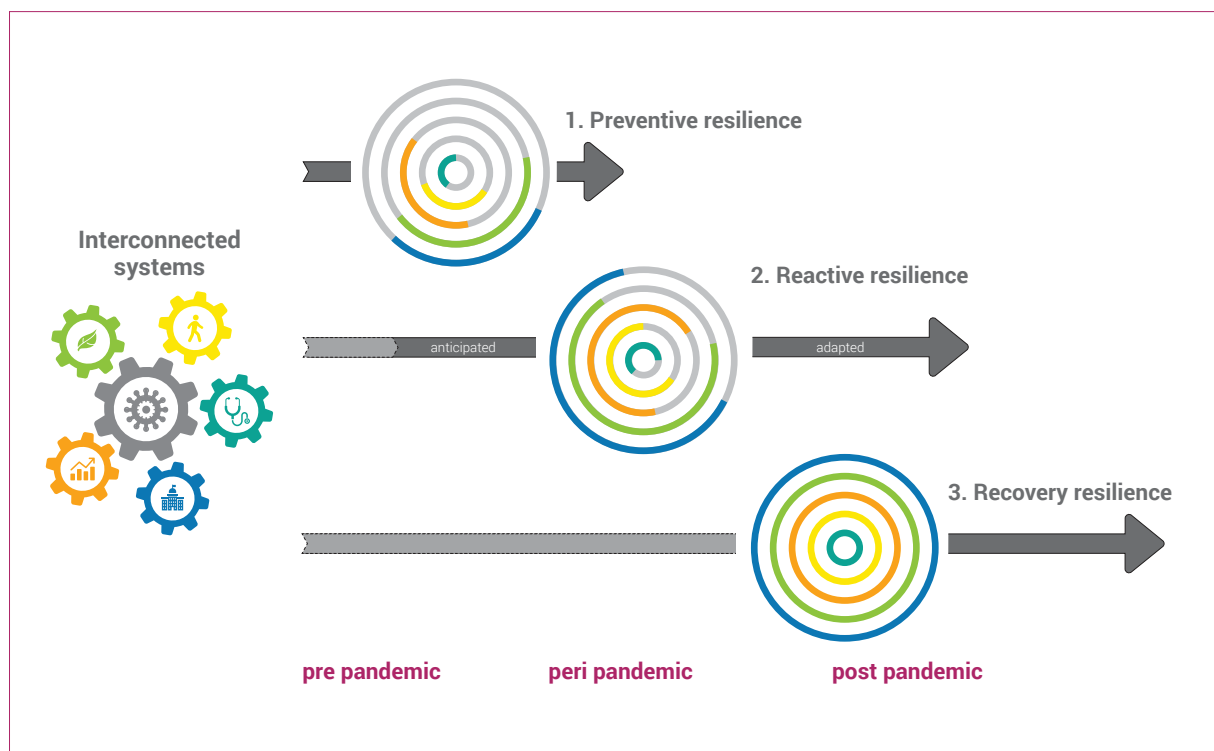 1. Preventive resilience
Interconnected
systems
2. Reactive resilience
anticipated
adapted
3. Recovery resilience
pre pandemic
peri pandemic
post pandemic